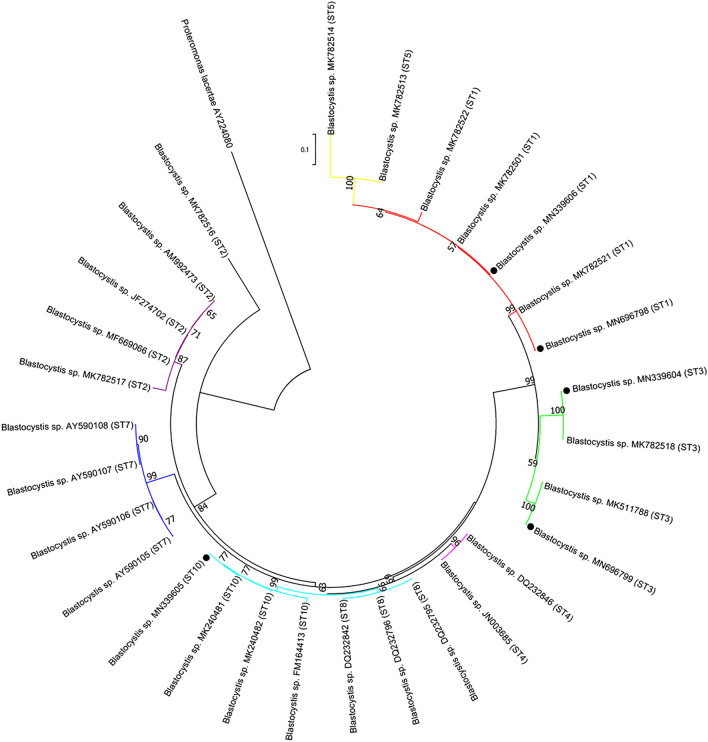 Proteromonas lacertae AY224080
Blastocystis sp. MK782514 (ST5)
Blastocystis sp. MK782513 (ST5)
Blastocystis sp. MK782522 (ST1)
Blastocystis sp. MK782501 (ST1)
Blastocystis sp. MN339606 (ST1)
Blastocystis sp. MK782521 (ST1)
Blastocystis sp. MN696798 (ST1)
Blastocystis sp. MN339604 (ST3)
Blastocystis sp. MK782518 (ST3)
Blastocystis sp. MK511788 (ST3)
Blastocystis sp. MN696799 (ST3)
Blastocystis sp. DQ232846 (ST4)
Blastocystis sp. JN003685 (ST4)
Blastocystis sp. DQ232795 (ST8)
Blastocystis sp. DQ232796 (ST8)
Blastocystis sp. DQ232842 (ST8)
Blastocystis sp. FM164413 (ST10)
Blastocystis sp. MK240482 (ST10)
Blastocystis sp. MK240481 (ST10)
Blastocystis sp. MN339605 (ST10)
Blastocystis sp. AY590105 (ST7)
Blastocystis sp. AY590106 (ST7)
Blastocystis sp. AY590107 (ST7)
Blastocystis sp. AY590108 (ST7)
Blastocystis sp. MK782517 (ST2)
Blastocystis sp. MF669066 (ST2)
Blastocystis sp. JF274702 (ST2)
Blastocystis sp. AM992473 (ST2)
Blastocystis sp. MK782516 (ST2)
0.1
100
64
57
99
99
100
59
100
96
63
99
77
77
84
77
99
90
87
71
65